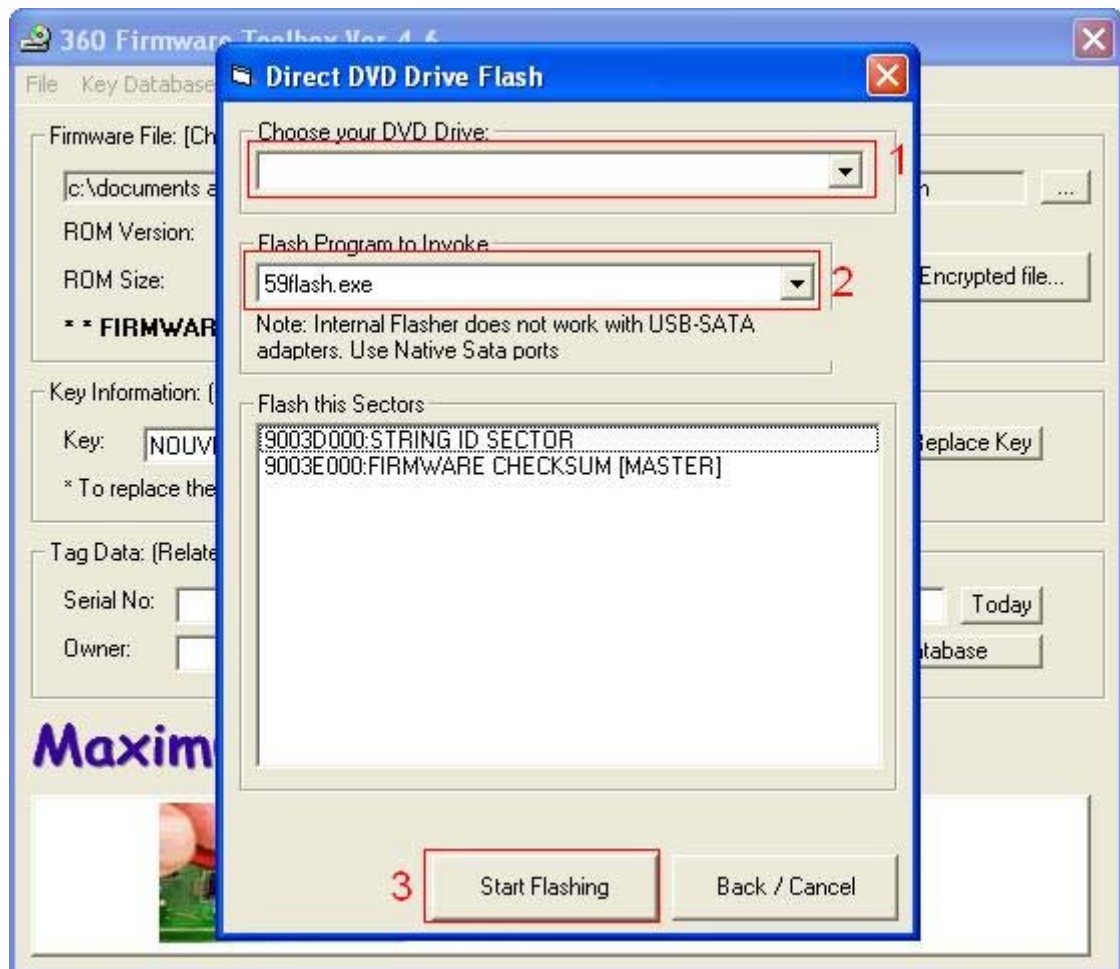 360 Firmware Toolbox Ver 4.6
File Key Database
Direct DVD Drive Flash
Firmware File: [Ch
Choose your DVD Drive:
1
c:\documents a
...
ROM Version:
Flash Program to Invoke
ROM Size:
59flash.exe
2
Encrypted file...
* * FIRMWAR
Note: Internal Flasher does not work with USB-SATA
adapters. Use Native Sata ports
Key Information: (
Flash this Sectors
Key: NOUV
9003D000:STRING ID SECTOR
Replace Key
9003E000:FIRMWARE CHECKSUM [MASTER]
* To replace the
Tag Data: (Relate
Serial No:
Today
Owner:
atabase
Maxim
3
Start Flashing
Back / Cancel